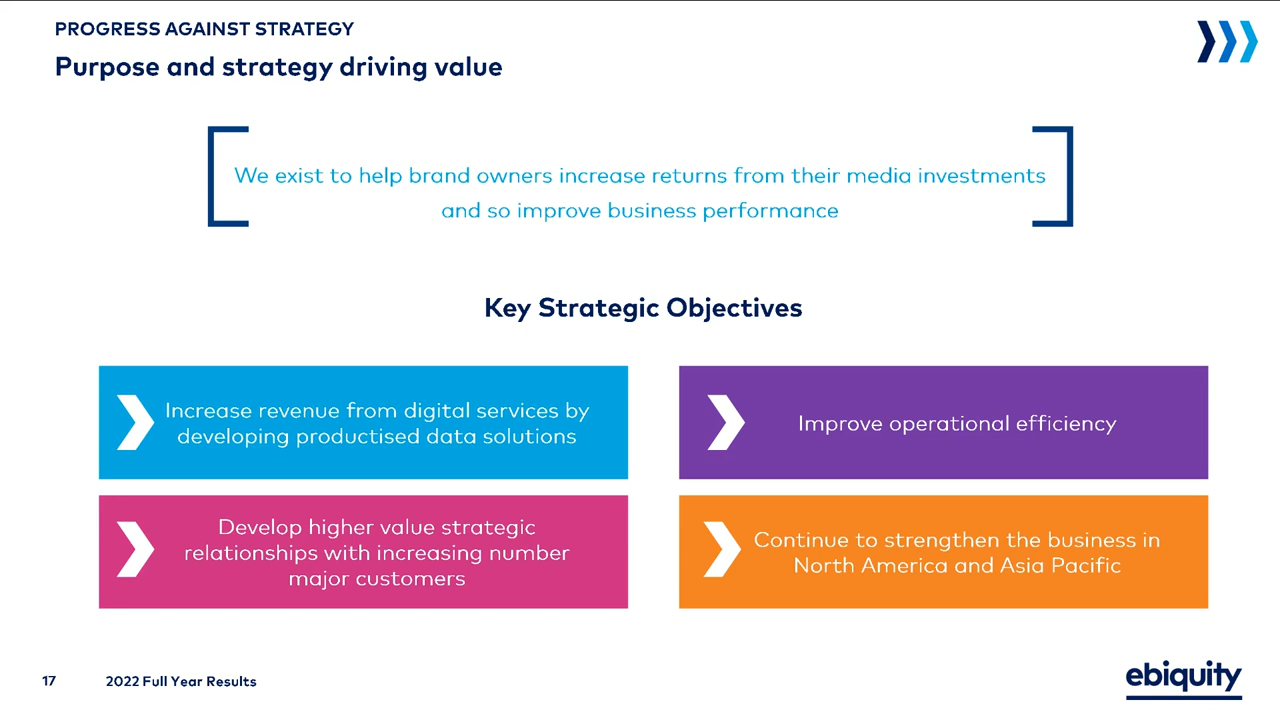 PROGRESS AGAINST STRATEGY
Purpose and strategy driving value
We exist to help brand owners increase returns from their media investments
and so improve business performance
Key Strategic Objectives
Increase revenue from digital services by
developing productised data solutions
Improve operational efficiency
Develop higher value strategic
relationships with increasing number
major customers
Continue to strengthen the business in
North America and Asia Pacific
17
2022 Full Year Results
ebiquity